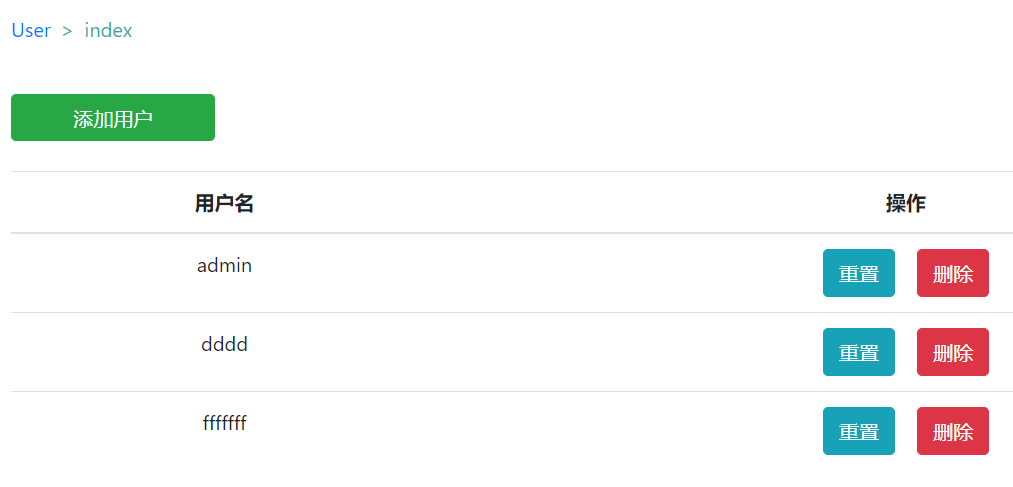 User > index
添加用户
用户名 操作
admin 重置 删除
dddd 重置 删除
fffffff 重置 删除